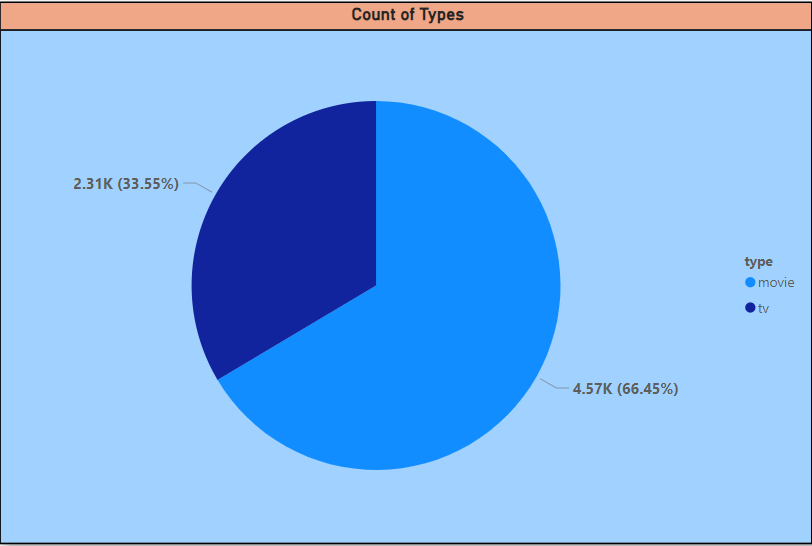 Count of Types
2.31K (33.55%)
type
movie
tv
4.57K (66.45%)